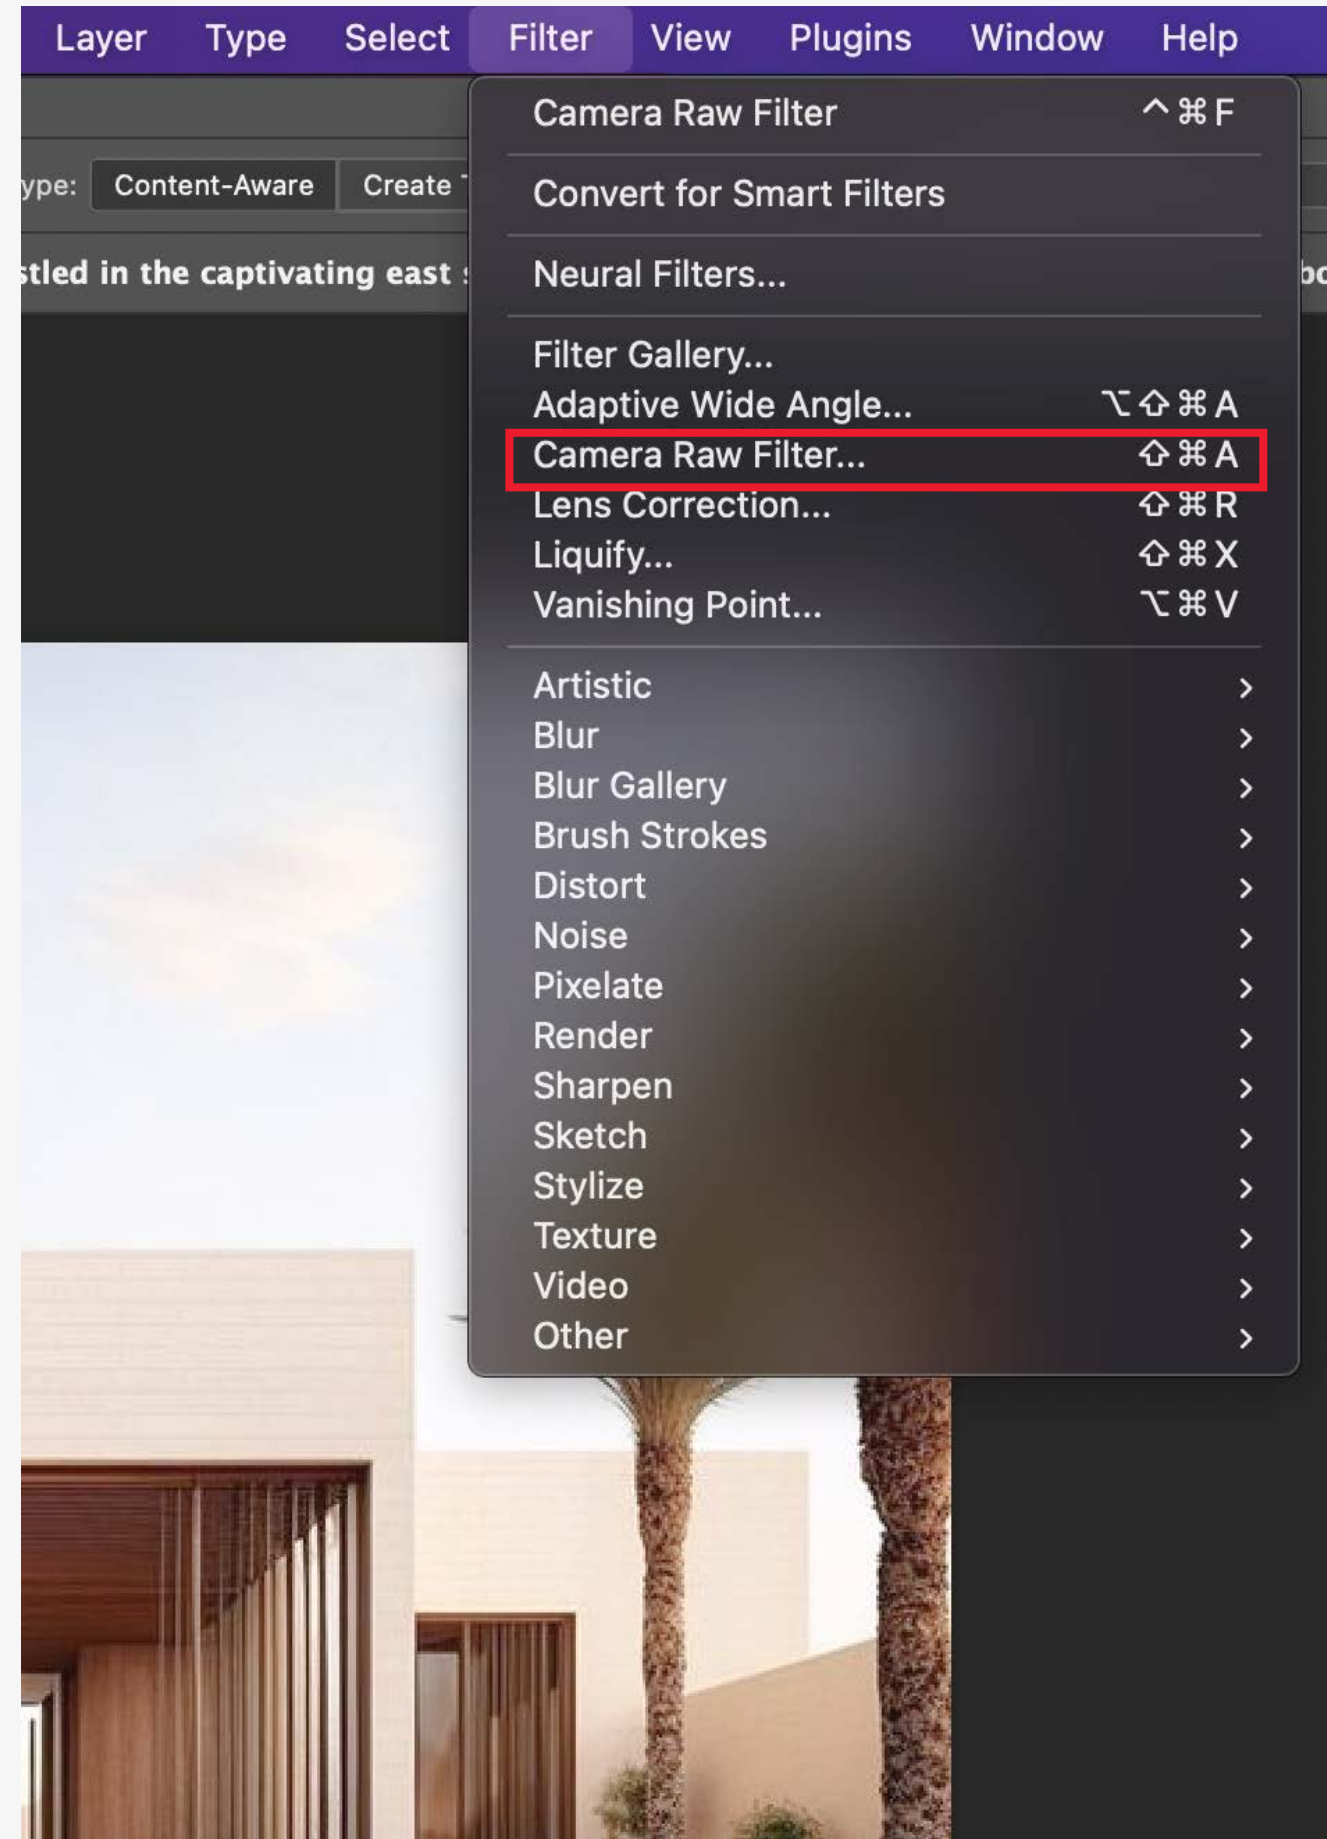 Layer Type Select Filter View Plugins Window Help
Camera Raw Filter ^⌘F
ype: Content-Aware Create
Convert for Smart Filters
stled in the captivating east
Neural Filters...
Filter Gallery...
Adaptive Wide Angle... ⌥⇧⌘A
Camera Raw Filter... ⇧⌘A
Lens Correction... ⇧⌘R
Liquify... ⇧⌘X
Vanishing Point... ⌥⌘V
Artistic >
Blur >
Blur Gallery >
Brush Strokes >
Distort >
Noise >
Pixelate >
Render >
Sharpen >
Sketch >
Stylize >
Texture >
Video >
Other >